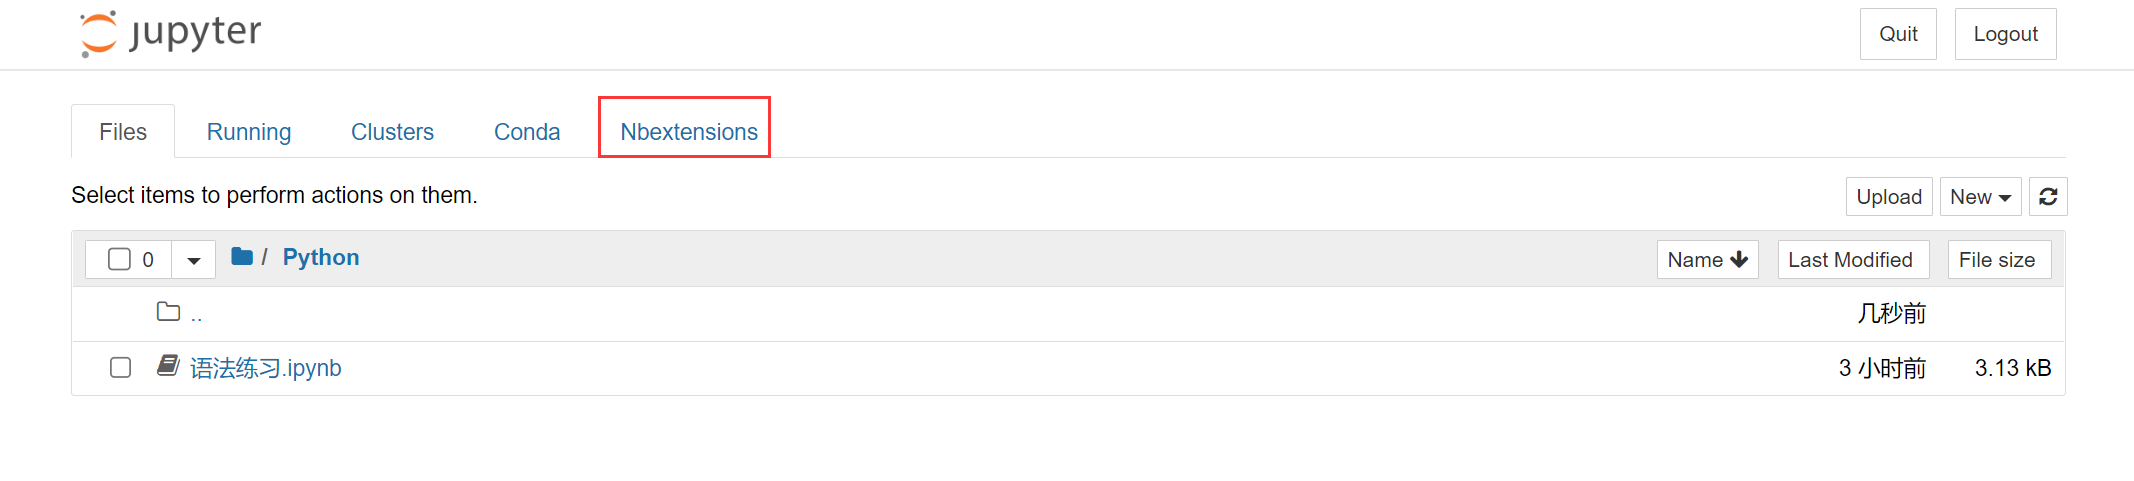 jupyter
Quit Logout
Files Running Clusters Conda Nbextensions
Select items to perform actions on them.
Upload New
0 / Python Name Last Modified File size
.. 几秒前
语法练习.ipynb 3 小时前 3.13 kB